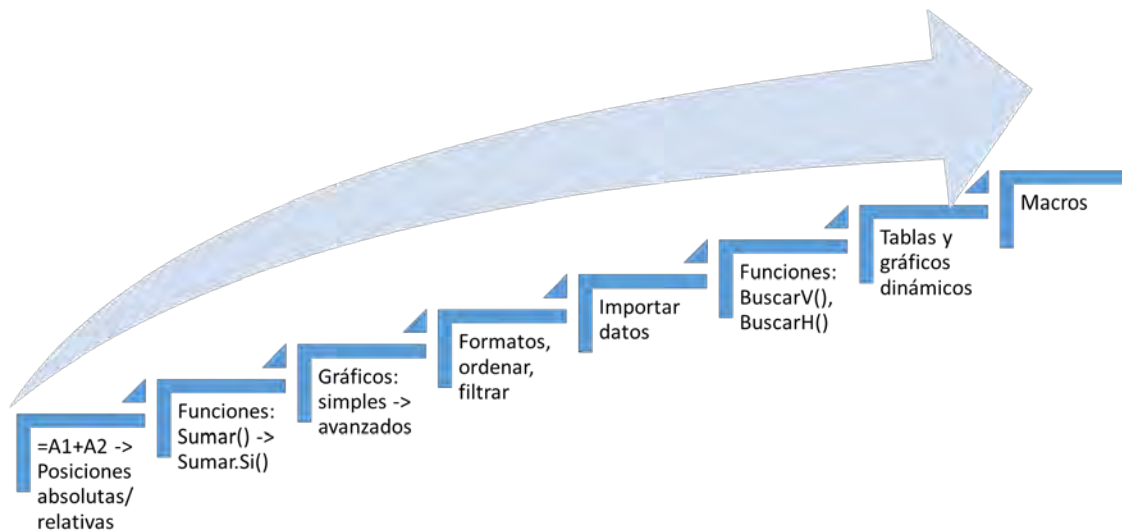 =A1+A2 ->
Posiciones
absolutas/
relativas
Funciones:
Sumar() ->
Sumar.Si()
Gráficos:
simples ->
avanzados
Formatos,
ordenar,
filtrar
Importar
datos
Funciones:
BuscarV(),
BuscarH()
Tablas y
gráficos
dinámicos
Macros